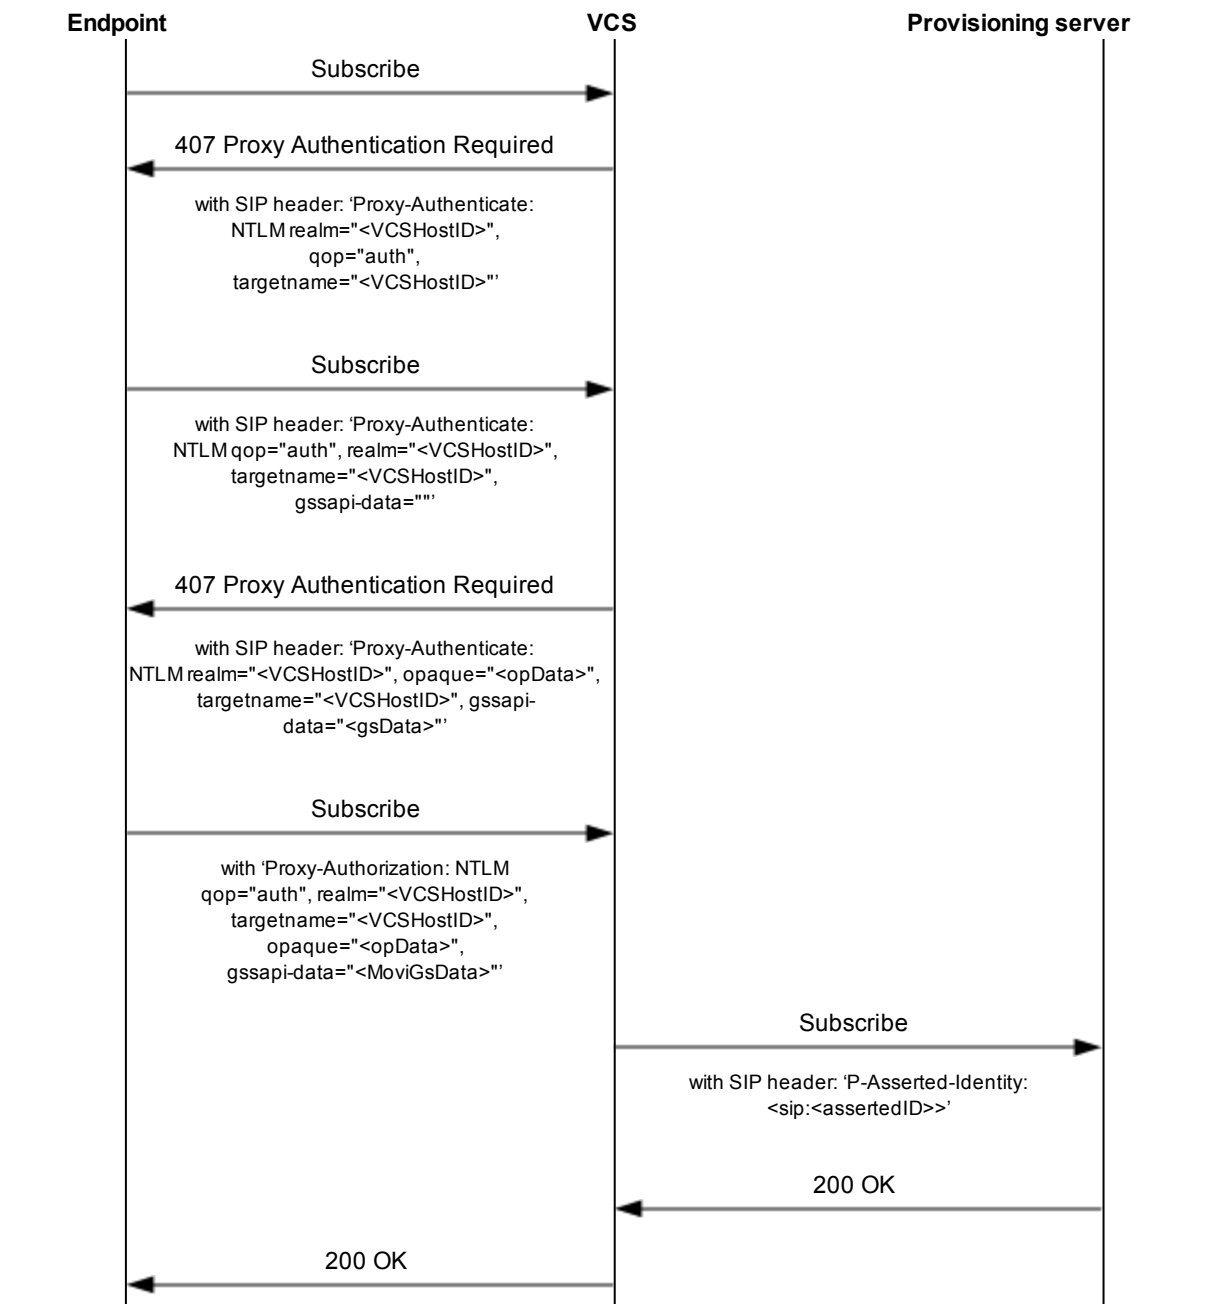 Endpoint VCS Provisioning server
Subscribe
407 Proxy Authentication Required
with SIP header: ‘Proxy-Authenticate:
NTLM realm="<VCSHostID>",
qop="auth",
targetname="<VCSHostID>"’
Subscribe
with SIP header: ‘Proxy-Authenticate:
NTLM qop="auth", realm="<VCSHostID>",
targetname="<VCSHostID>",
gssapi-data=""’
407 Proxy Authentication Required
with SIP header: ‘Proxy-Authenticate:
NTLM realm="<VCSHostID>", opaque="<opData>",
targetname="<VCSHostID>", gssapi-
data="<gsData>"’
Subscribe
with ‘Proxy-Authorization: NTLM
qop="auth", realm="<VCSHostID>",
targetname="<VCSHostID>",
opaque="<opData>",
gssapi-data="<MoviGsData>"’
Subscribe
with SIP header: ‘P-Asserted-Identity:
<sip:<assertedID>>’
200 OK
200 OK